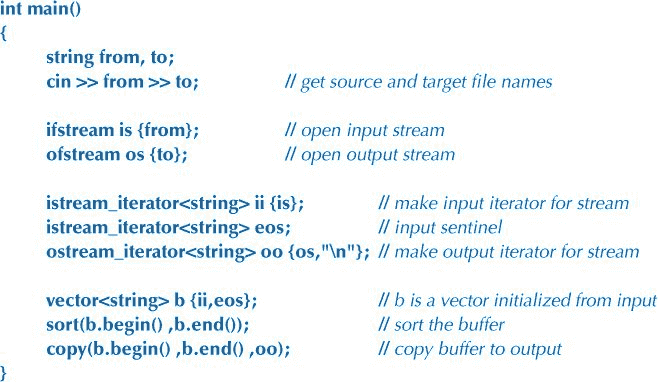 int main()
{
string from, to;
cin >> from >> to; // get source and target file names
ifstream is {from}; // open input stream
ofstream os {to}; // open output stream
istream_iterator<string> ii {is}; // make input iterator for stream
istream_iterator<string> eos; // input sentinel
ostream_iterator<string> oo {os,"\n"}; // make output iterator for stream
vector<string> b {ii,eos}; // b is a vector initialized from input
sort(b.begin() ,b.end()); // sort the buffer
copy(b.begin() ,b.end() ,oo); // copy buffer to output
}